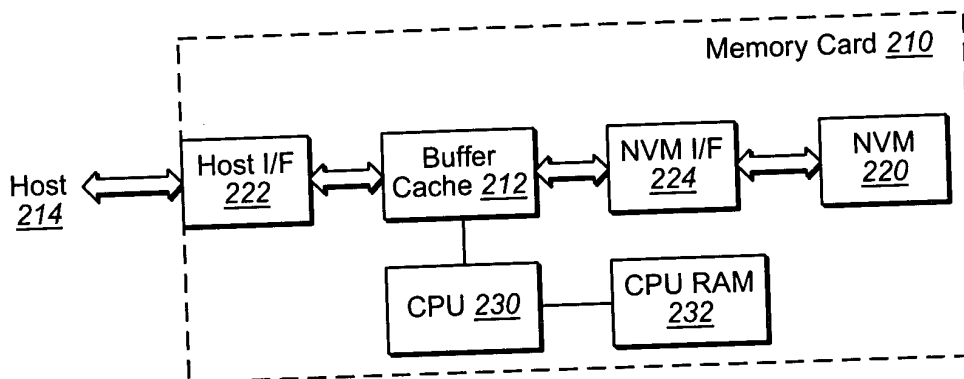 Memory Card 210
Host
214
Host I/F
222
Buffer
Cache 212
NVM I/F
224
NVM
220
CPU 230
CPU RAM
232